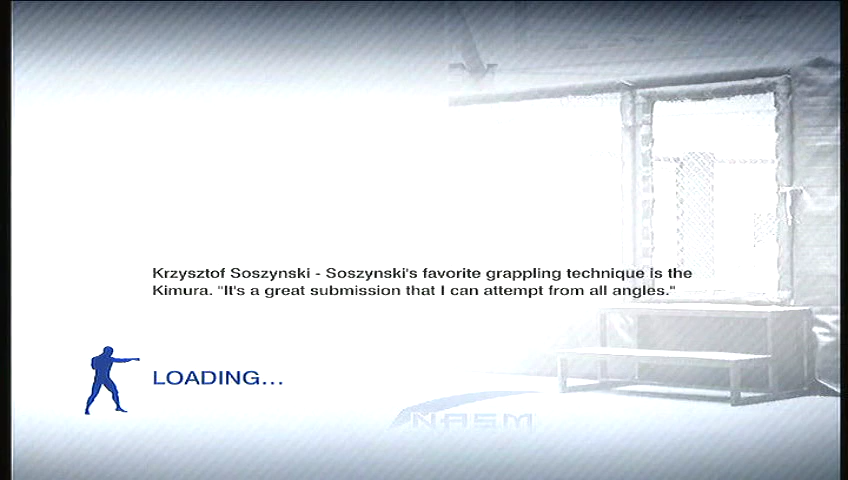 Krzysztof Soszynski - Soszynski's favorite grappling technique is the
Kimura. "It's a great submission that I can attempt from all angles."
LOADING...
NASM